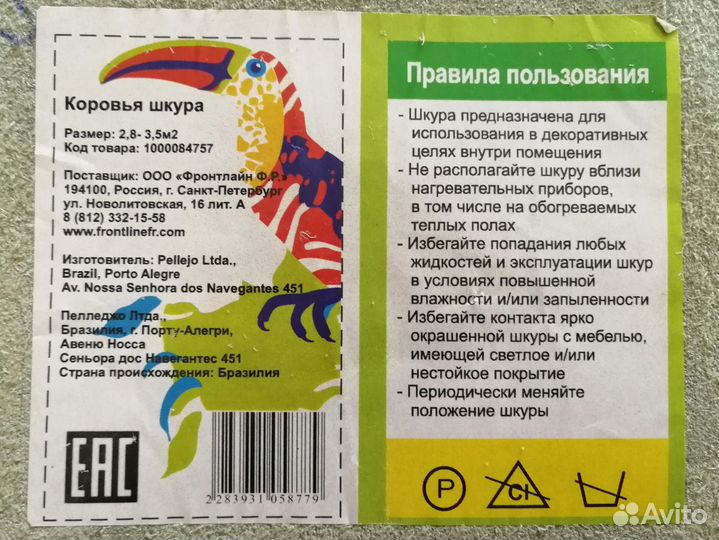 Коровья шкура
Размер: 2,8- 3,5м2
Код товара: 1000084757
Поставщик: ООО «Фронтлайн Ф.Р.»
194100, Россия, г. Санкт-Петербург
ул. Новолитовская, 16 лит. А
8 (812) 332-15-58
www.frontlinefr.com
Изготовитель: Pellejo Ltda.,
Brazil, Porto Alegre
Av. Nossa Senhora dos Navegantes 451
Пелледжо Лтда.,
Бразилия, г. Порту-Алегри,
Авеню Носса
Сеньора дос Навегантес 451
Страна происхождения: Бразилия
EAC
2283931 058779
Правила пользования
- Шкура предназначена для
использования в декоративных
целях внутри помещения
- Не располагайте шкуру вблизи
нагревательных приборов,
в том числе на обогреваемых
теплых полах
- Избегайте попадания любых
жидкостей и эксплуатации шкур
в условиях повышенной
влажности и/или запыленности
- Избегайте контакта ярко
окрашенной шкуры с мебелью,
имеющей светлое и/или
нестойкое покрытие
- Периодически меняйте
положение шкуры
P Cl
Avito